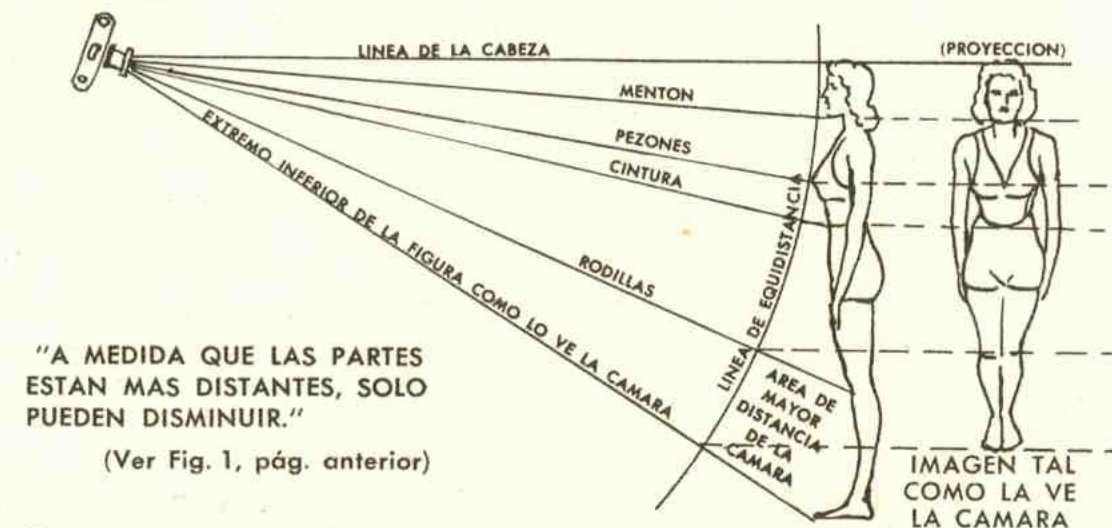 LINEA DE LA CABEZA
(PROYECCION)
MENTON
PEZONES
CINTURA
RODILLAS
EXTREMO INFERIOR DE LA FIGURA COMO LO VE LA CAMARA
LINEA DE EQUIDISTANCIA
"A MEDIDA QUE LAS PARTES
ESTAN MAS DISTANTES, SOLO
PUEDEN DISMINUIR."
(Ver Fig. 1, pág. anterior)
AREA DE
MAYOR
DISTANCIA
DE LA
CAMARA
IMAGEN TAL
COMO LA VE
LA CAMARA